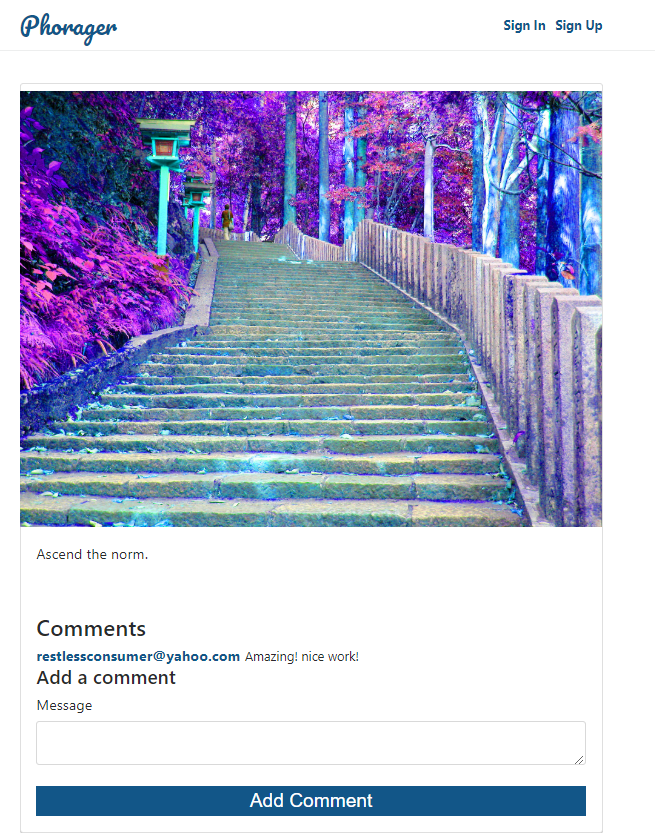 Phorager
Sign In Sign Up
Ascend the norm.
Comments
restlessconsumer@yahoo.com Amazing! nice work!
Add a comment
Message
Add Comment